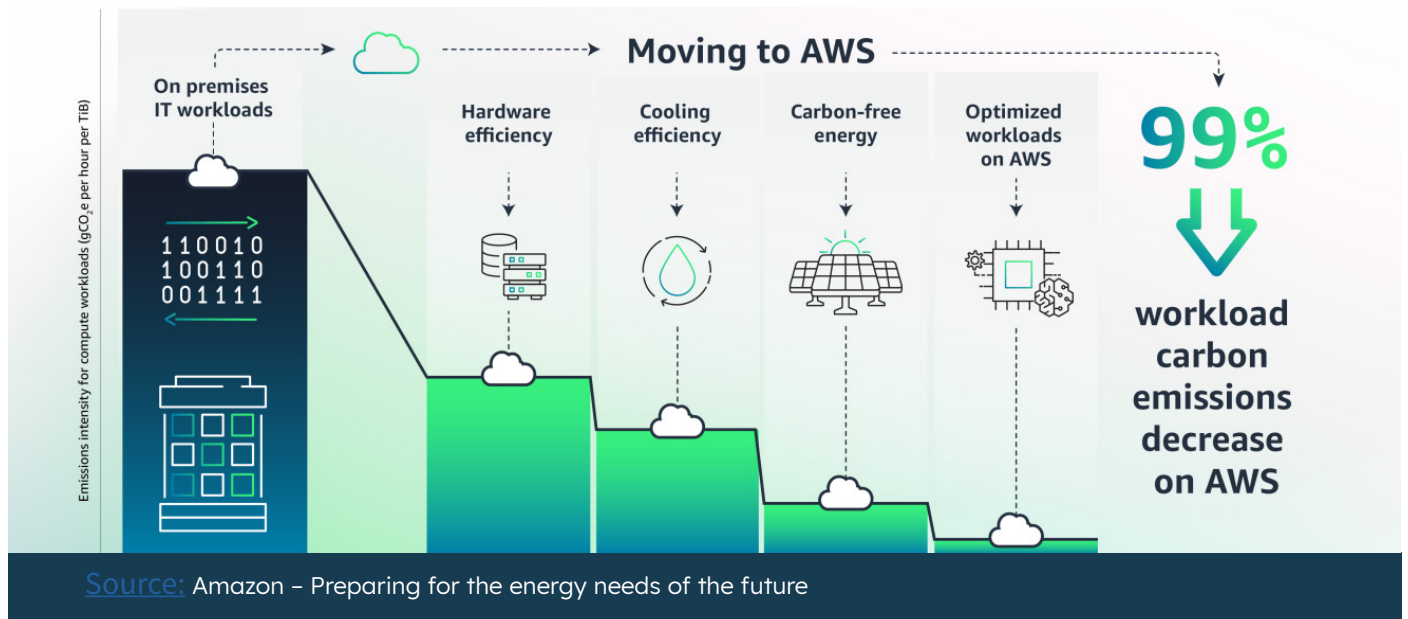 Moving to AWS
On premises
IT workloads
Hardware
efficiency
Cooling
efficiency
Carbon-free
energy
Optimized
workloads
on AWS
99%
workload
carbon
emissions
decrease
on AWS
Emissions intensity for compute workloads (gCO₂e per hour per TiB)
110010
100110
001111
Source: Amazon – Preparing for the energy needs of the future